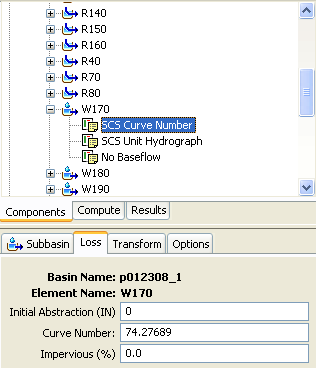 R140
R150
R160
R40
R70
R80
W170
SCS Curve Number
SCS Unit Hydrograph
No Baseflow
W180
W190
Components Compute Results
Subbasin Loss Transform Options
Basin Name: p012308_1
Element Name: W170
Initial Abstraction (IN) 0
Curve Number: 74.27689
Impervious (%) 0.0